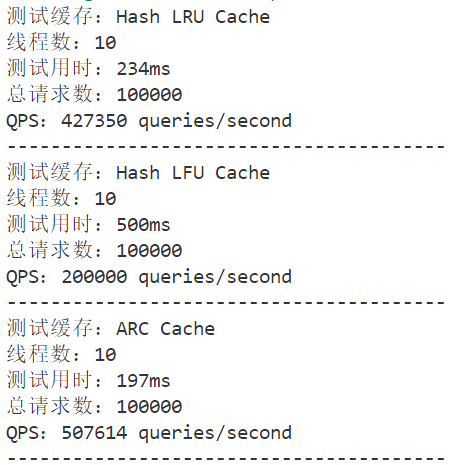 测试缓存：Hash LRU Cache
线程数：10
测试用时：234ms
总请求数：100000
QPS：427350 queries/second
----------------------------------------
测试缓存：Hash LFU Cache
线程数：10
测试用时：500ms
总请求数：100000
QPS：200000 queries/second
----------------------------------------
测试缓存：ARC Cache
线程数：10
测试用时：197ms
总请求数：100000
QPS：507614 queries/second
----------------------------------------